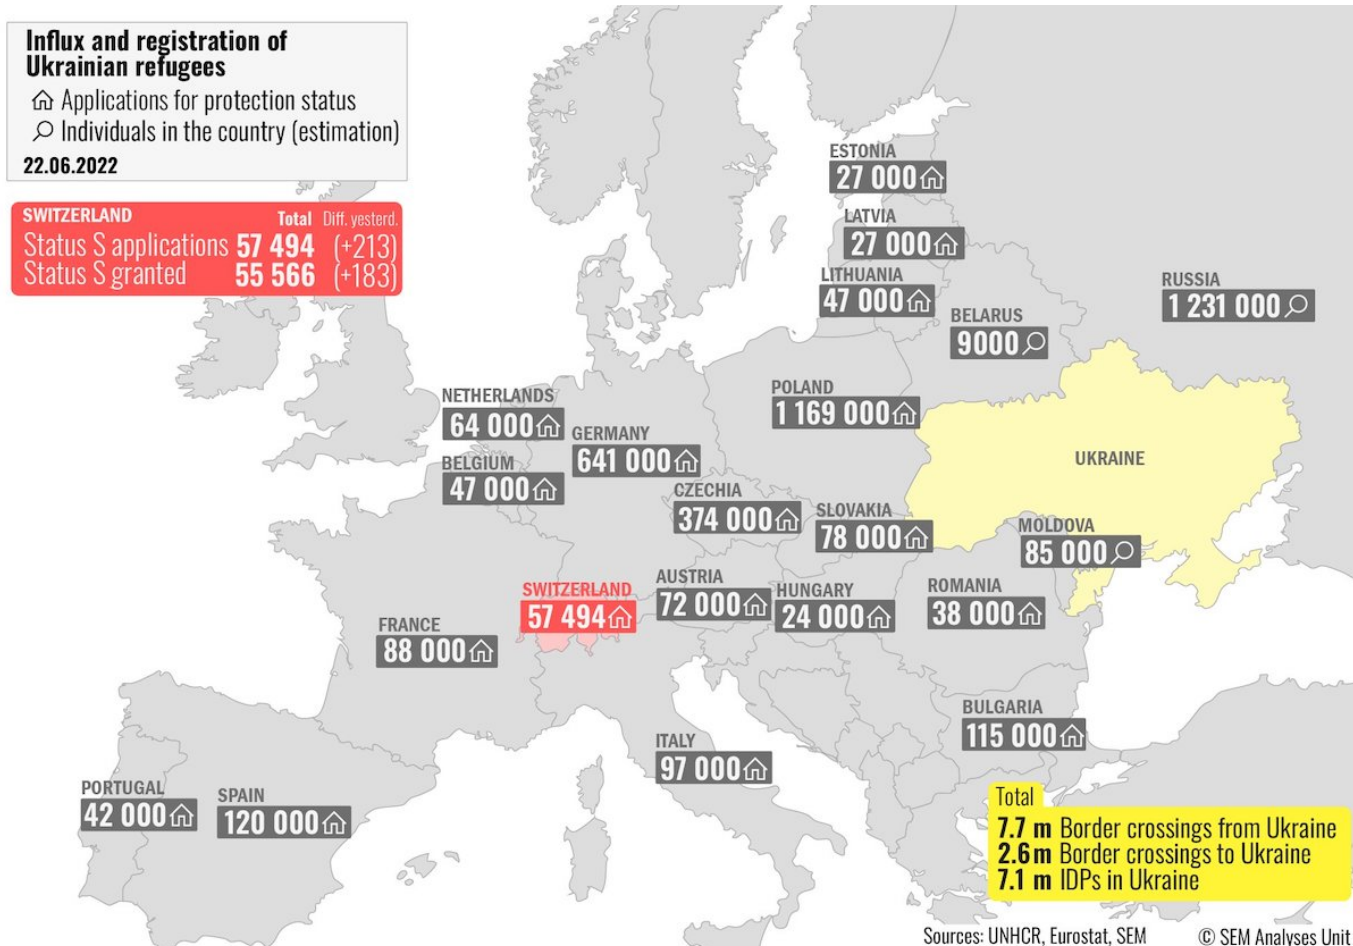 Influx and registration of
Ukrainian refugees
Applications for protection status
Individuals in the country (estimation)
22.06.2022
SWITZERLAND Total Diff. yesterd.
Status S applications 57 494 (+213)
Status S granted 55 566 (+183)
ESTONIA
27 000
LATVIA
27 000
LITHUANIA
47 000
BELARUS
9000
RUSSIA
1 231 000
NETHERLANDS
64 000
BELGIUM
47 000
GERMANY
641 000
POLAND
1 169 000
UKRAINE
CZECHIA
374 000
SLOVAKIA
78 000
MOLDOVA
85 000
SWITZERLAND
57 494
AUSTRIA
72 000
HUNGARY
24 000
ROMANIA
38 000
FRANCE
88 000
BULGARIA
115 000
ITALY
97 000
PORTUGAL
42 000
SPAIN
120 000
Total
7.7 m Border crossings from Ukraine
2.6 m Border crossings to Ukraine
7.1 m IDPs in Ukraine
Sources: UNHCR, Eurostat, SEM © SEM Analyses Unit